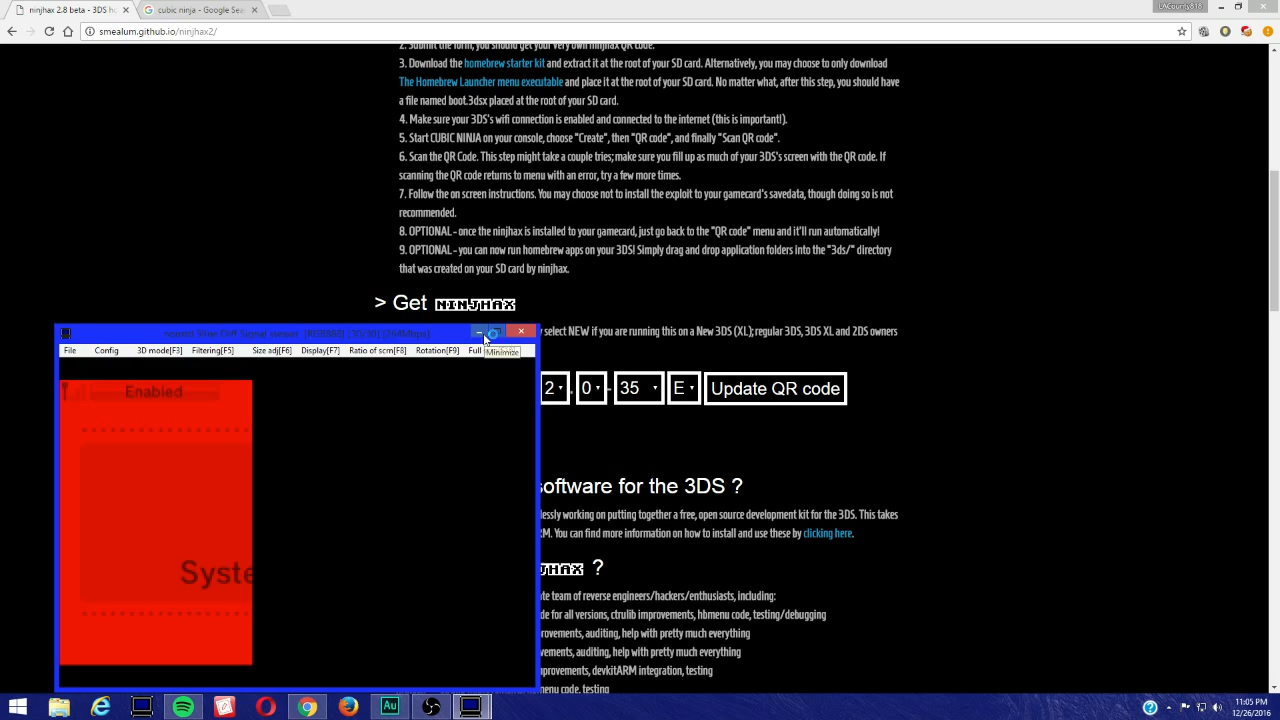 ninjhax 2.8 beta - 3DS ho
cubic ninja - Google Sea
LACounty818
smealum.github.io/ninjhax2/
2. Submit the form, you should get your very own ninjhax QR code.
3. Download the homebrew starter kit and extract it at the root of your SD card. Alternatively, you may choose to only download
The Homebrew Launcher menu executable and place it at the root of your SD card. No matter what, after this step, you should have
a file named boot.3dsx placed at the root of your SD card.
4. Make sure your 3DS's wifi connection is enabled and connected to the internet (this is important!).
5. Start CUBIC NINJA on your console, choose "Create", then "QR code", and finally "Scan QR code".
6. Scan the QR Code. This step might take a couple tries; make sure you fill up as much of your 3DS's screen with the QR code. If
scanning the QR code returns to menu with an error, try a few more times.
7. Follow the on screen instructions. You may choose not to install the exploit to your gamecard's savedata, though doing so is not
recommended.
8. OPTIONAL - once the ninjhax is installed to your gamecard, just go back to the "QR code" menu and it'll run automatically!
9. OPTIONAL - you can now run homebrew apps on your 3DS! Simply drag and drop application folders into the "3ds/" directory
that was created on your SD card by ninjhax.
> Get NINJHAX
select NEW if you are running this on a New 3DS (XL); regular 3DS, 3DS XL and 2DS owners
File Config 3D mode[F3] Filtering[F5] Size adj[F6] Display[F7] Ratio of scrn[F8] Rotation[F9] Full
Minimize
Enabled
Syste
2 . 0 - 35 E Update QR code
software for the 3DS ?
lessly working on putting together a free, open source development kit for the 3DS. This takes
RM. You can find more information on how to install and use these by clicking here.
JHAX ?
te team of reverse engineers/hackers/enthusiasts, including:
de for all versions, ctrulib improvements, hbmenu code, testing/debugging
rovements, auditing, help with pretty much everything
vements, auditing, help with pretty much everything
provements, devkitARM integration, testing
menu code, testing
Au
11:05 PM
12/26/2016